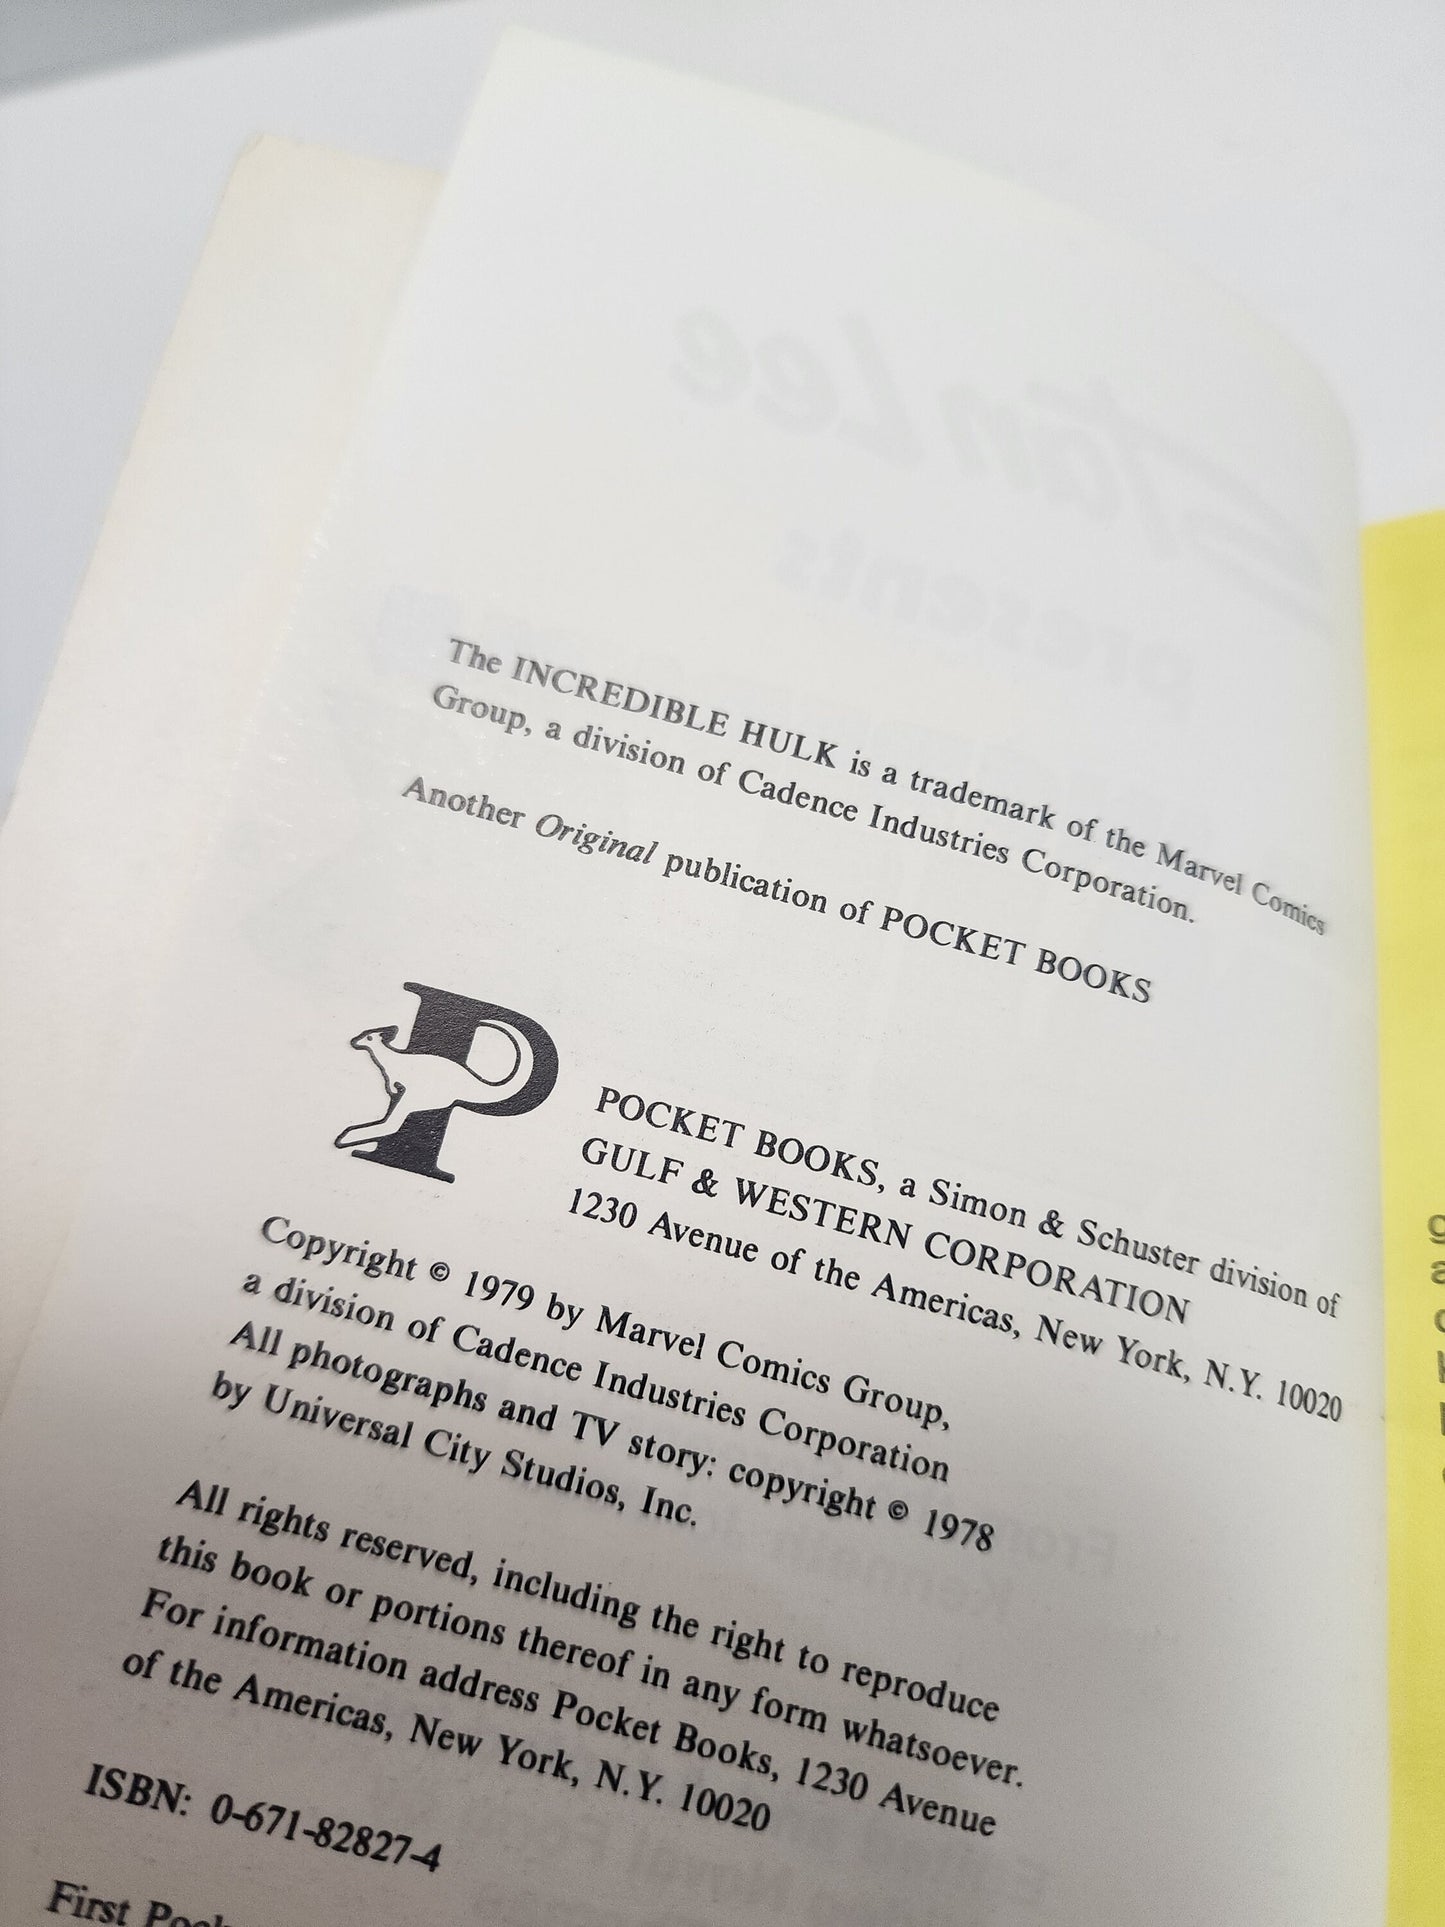 The INCREDIBLE HULK is a trademark of the Marvel Comics
Group, a division of Cadence Industries Corporation.
Another Original publication of POCKET BOOKS
P
POCKET BOOKS, a Simon & Schuster division of
GULF & WESTERN CORPORATION
1230 Avenue of the Americas, New York, N.Y. 10020
Copyright © 1979 by Marvel Comics Group,
a division of Cadence Industries Corporation
All photographs and TV story: copyright © 1978
by Universal City Studios, Inc.
All rights reserved, including the right to reproduce
this book or portions thereof in any form whatsoever.
For information address Pocket Books, 1230 Avenue
of the Americas, New York, N.Y. 10020
ISBN: 0-671-82827-4
First